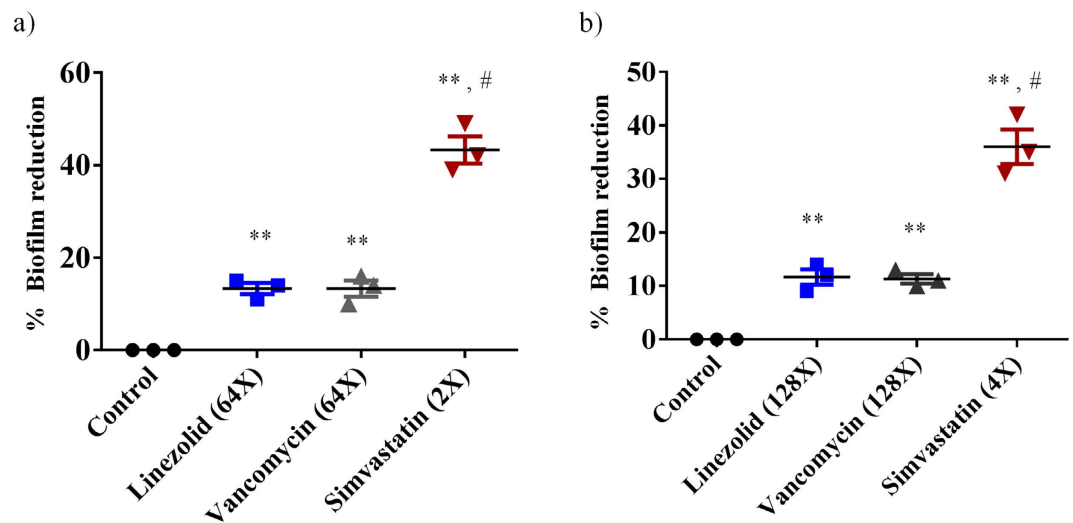 a)
% Biofilm reduction
60
40
20
0
** , #
**
**
Control
Linezolid (64X)
Vancomycin (64X)
Simvastatin (2X)
b)
% Biofilm reduction
50
40
30
20
10
0
** , #
**
**
Control
Linezolid (128X)
Vancomycin (128X)
Simvastatin (4X)